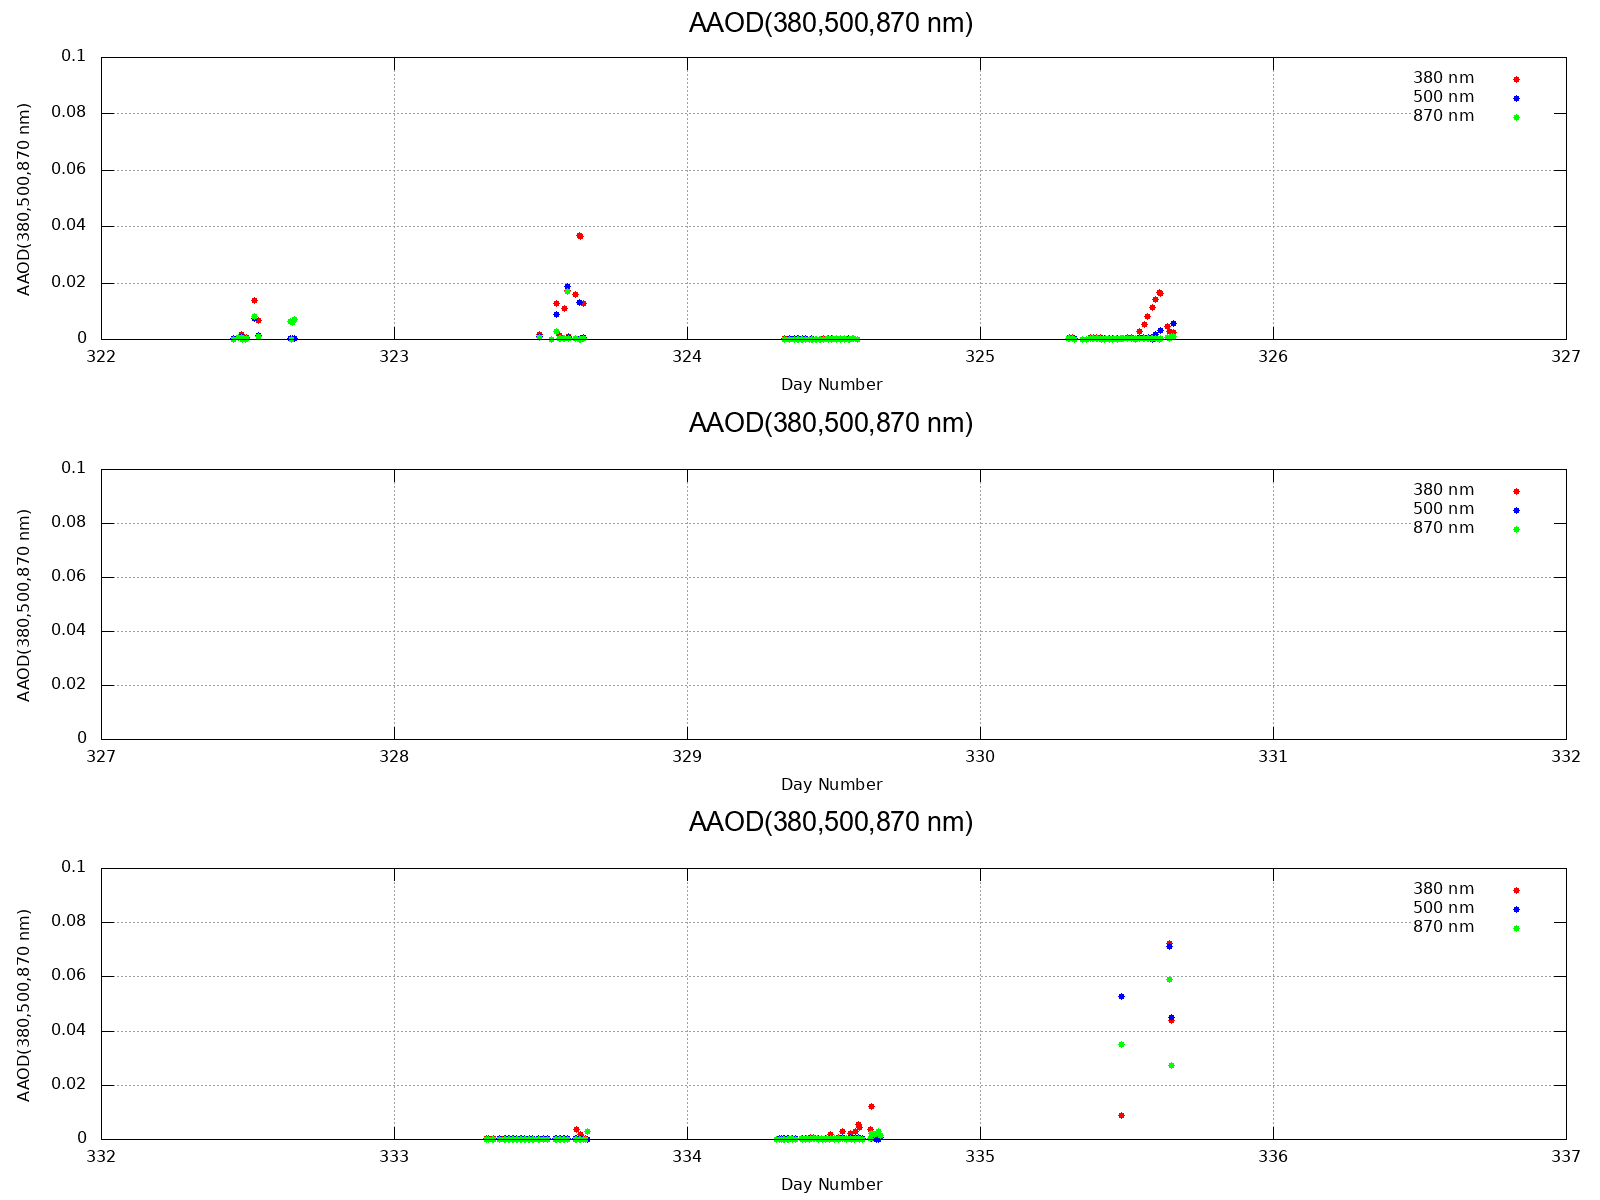 AAOD(380,500,870 nm)
0.1
0.08
0.06
0.04
0.02
0
AAOD(380,500,870 nm)
380 nm
500 nm
870 nm
322 323 324 325 326 327
Day Number
AAOD(380,500,870 nm)
0.1
0.08
0.06
0.04
0.02
0
AAOD(380,500,870 nm)
380 nm
500 nm
870 nm
327 328 329 330 331 332
Day Number
AAOD(380,500,870 nm)
0.1
0.08
0.06
0.04
0.02
0
AAOD(380,500,870 nm)
380 nm
500 nm
870 nm
332 333 334 335 336 337
Day Number